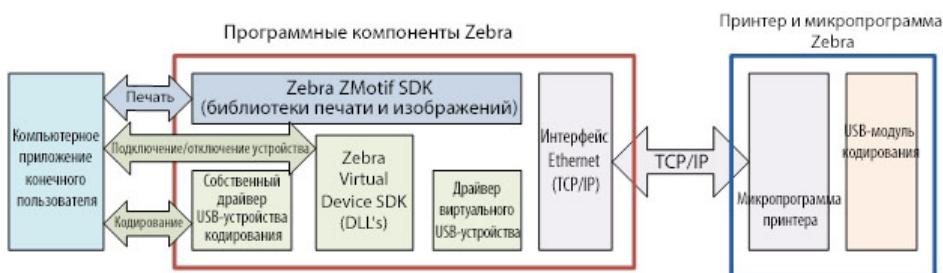 Программные компоненты Zebra
Принтер и микропрограмма
Zebra
Компьютерное
приложение
конечного
пользователя
Печать
Подключение/отключение устройства
Кодирование
Zebra ZMotif SDK
(библиотеки печати и изображений)
Собственный
драйвер
USB-устройства
кодирования
Zebra
Virtual
Device SDK
(DLL's)
Драйвер
виртуального
USB-устройства
Интерфейс
Ethernet
(TCP/IP)
TCP/IP
Микропрограмма
принтера
USB-модуль
кодирования